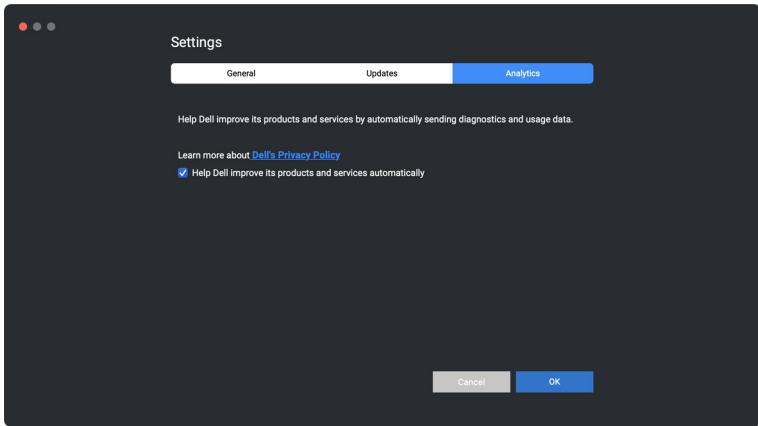 Settings
General Updates Analytics
Help Dell improve its products and services by automatically sending diagnostics and usage data.
Learn more about Dell's Privacy Policy
Help Dell improve its products and services automatically
Cancel OK